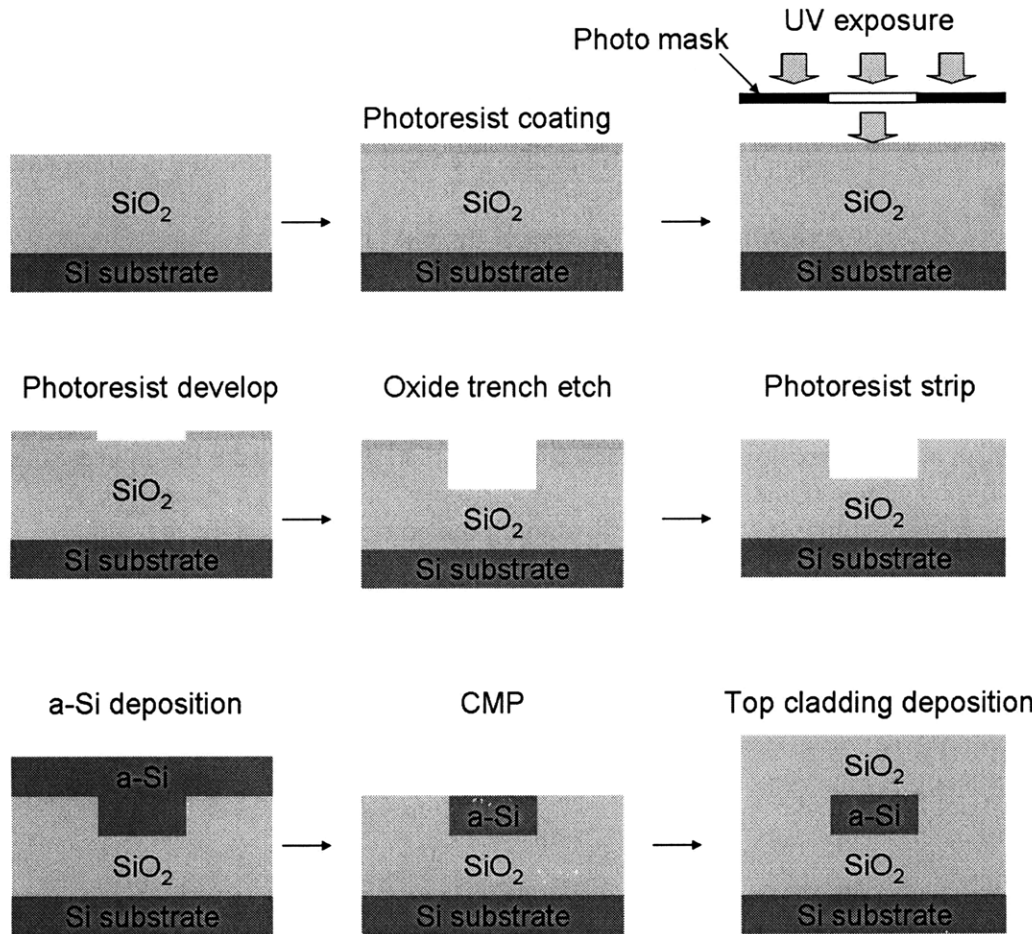 UV exposure
Photo mask
Photoresist coating
SiO2
Si substrate
SiO2
Si substrate
SiO2
Si substrate
Photoresist develop
Oxide trench etch
Photoresist strip
SiO2
Si substrate
SiO2
Si substrate
SiO2
Si substrate
a-Si deposition
CMP
Top cladding deposition
a-Si
SiO2
Si substrate
a-Si
SiO2
Si substrate
SiO2
a-Si
SiO2
Si substrate